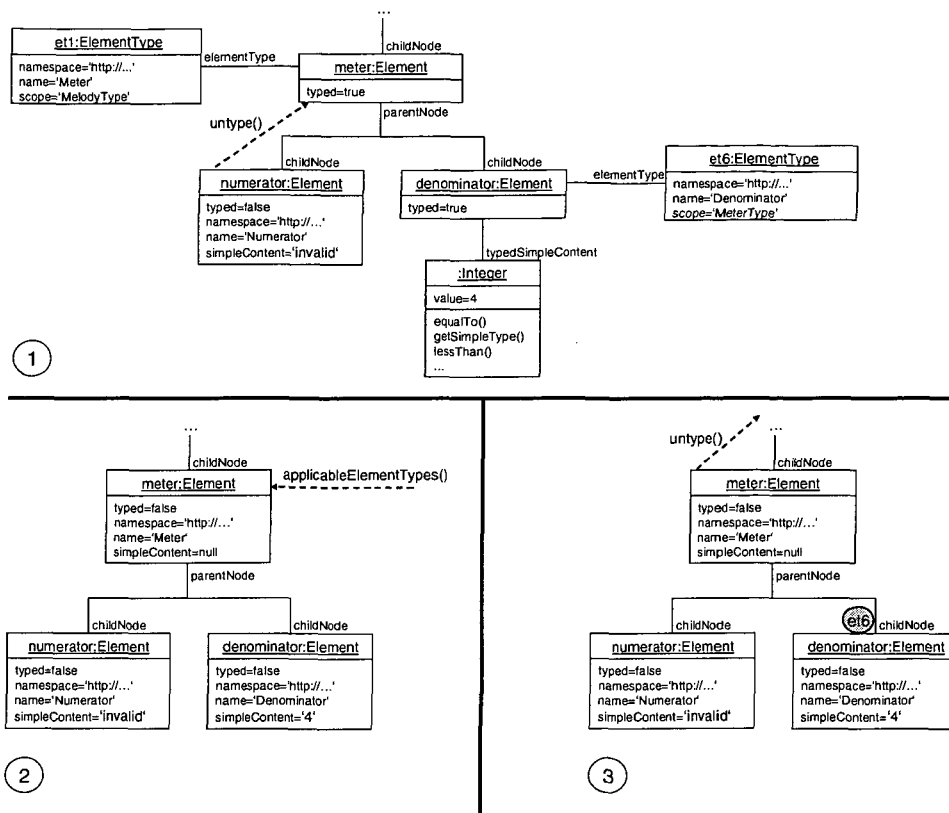 ...
childNode
et1:ElementType
namespace='http://...'
name='Meter'
scope='MelodyType'
elementType
meter:Element
typed=true
parentNode
untype()
childNode
numerator:Element
typed=false
namespace='http://...'
name='Numerator'
simpleContent='invalid'
childNode
denominator:Element
typed=true
elementType
et6:ElementType
namespace='http://...'
name='Denominator'
scope='MeterType'
typedSimpleContent
:Integer
value=4
equalTo()
getSimpleType()
lessThan()
...
1
...
childNode
meter:Element
typed=false
namespace='http://...'
name='Meter'
simpleContent=null
applicableElementTypes()
parentNode
childNode
numerator:Element
typed=false
namespace='http://...'
name='Numerator'
simpleContent='invalid'
childNode
denominator:Element
typed=false
namespace='http://...'
name='Denominator'
simpleContent='4'
2
untype()
...
childNode
meter:Element
typed=false
namespace='http://...'
name='Meter'
simpleContent=null
parentNode
childNode
numerator:Element
typed=false
namespace='http://...'
name='Numerator'
simpleContent='invalid'
et6
childNode
denominator:Element
typed=false
namespace='http://...'
name='Denominator'
simpleContent='4'
3